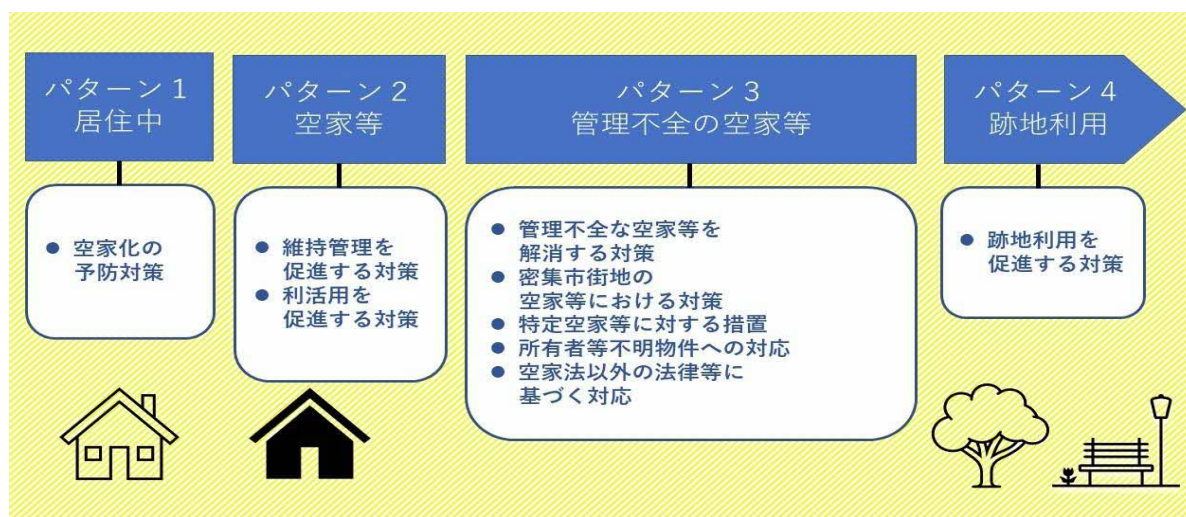 パターン１
居住中
● 空家化の
予防対策
パターン２
空家等
● 維持管理を
促進する対策
● 利活用を
促進する対策
パターン３
管理不全の空家等
● 管理不全な空家等を
解消する対策
● 密集市街地の
空家等における対策
● 特定空家等に対する措置
● 所有者等不明物件への対応
● 空家法以外の法律等に
基づく対応
パターン４
跡地利用
● 跡地利用を
促進する対策